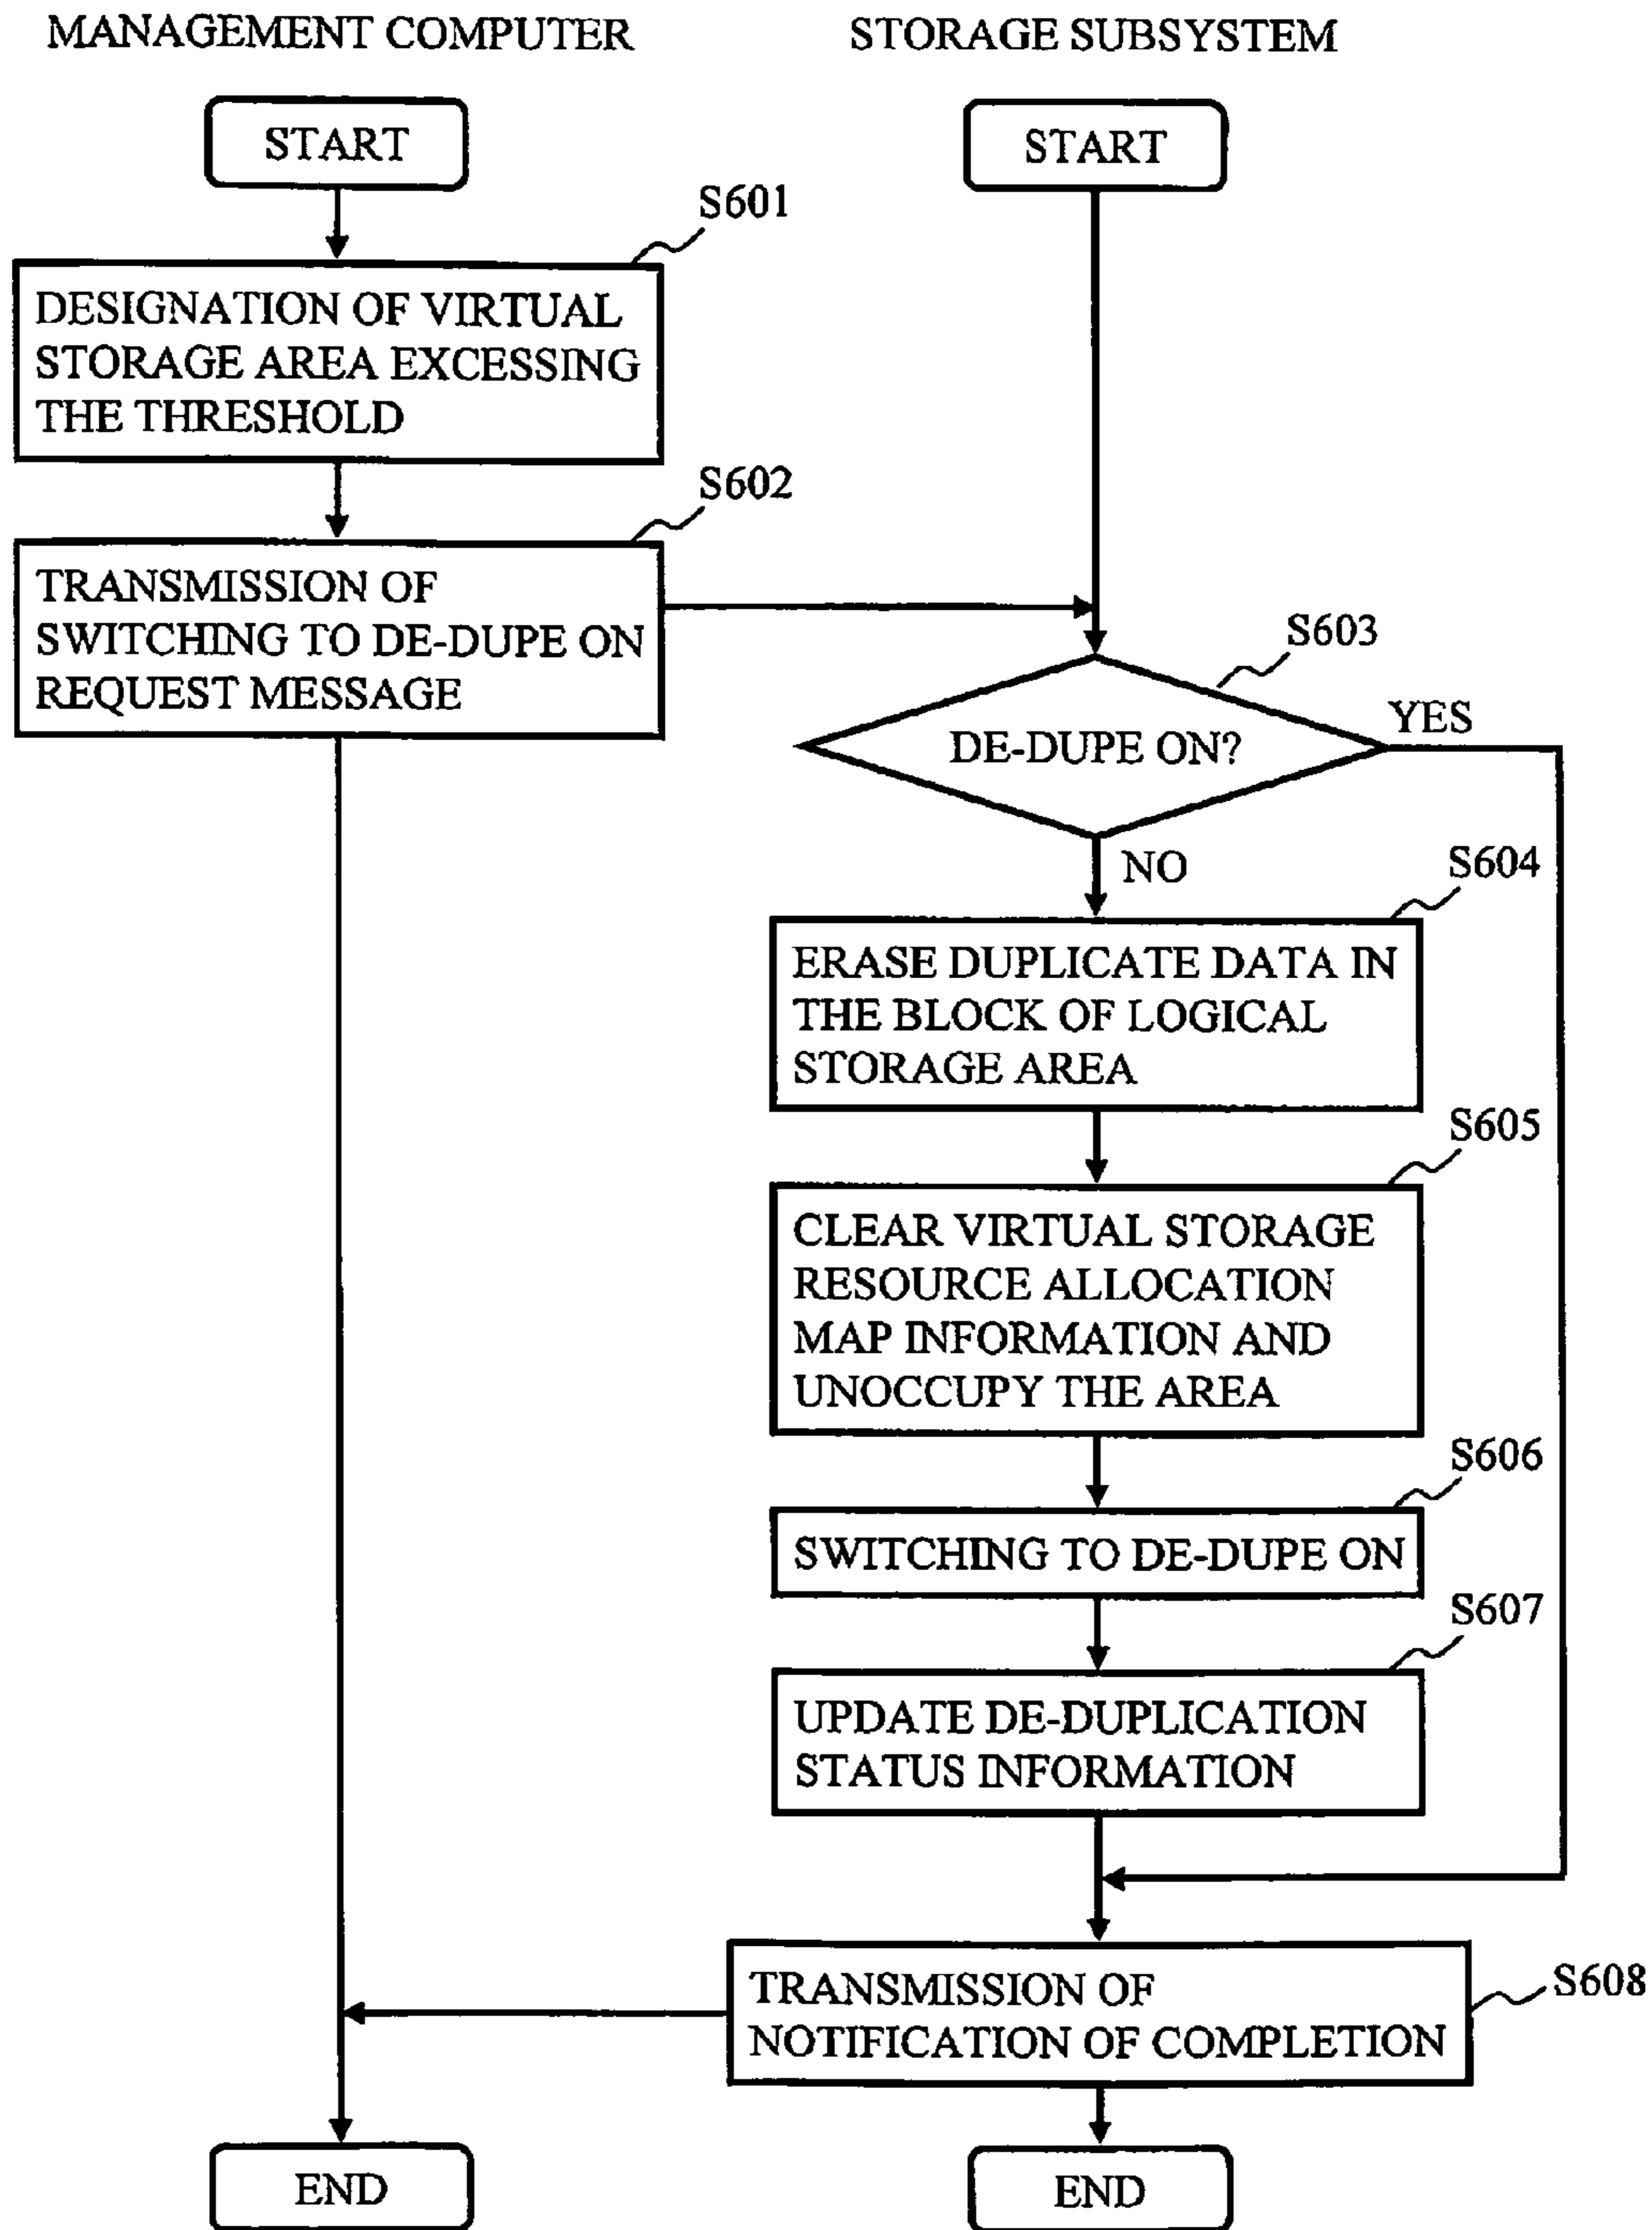 MANAGEMENT COMPUTER
STORAGE SUBSYSTEM
START
START
S601
DESIGNATION OF VIRTUAL
STORAGE AREA EXCESSING
THE THRESHOLD
S602
TRANSMISSION OF
SWITCHING TO DE-DUPE ON
REQUEST MESSAGE
S603
DE-DUPE ON?
YES
NO
S604
ERASE DUPLICATE DATA IN
THE BLOCK OF LOGICAL
STORAGE AREA
S605
CLEAR VIRTUAL STORAGE
RESOURCE ALLOCATION
MAP INFORMATION AND
UNOCCUPY THE AREA
S606
SWITCHING TO DE-DUPE ON
S607
UPDATE DE-DUPLICATION
STATUS INFORMATION
TRANSMISSION OF
NOTIFICATION OF COMPLETION
S608
END
END